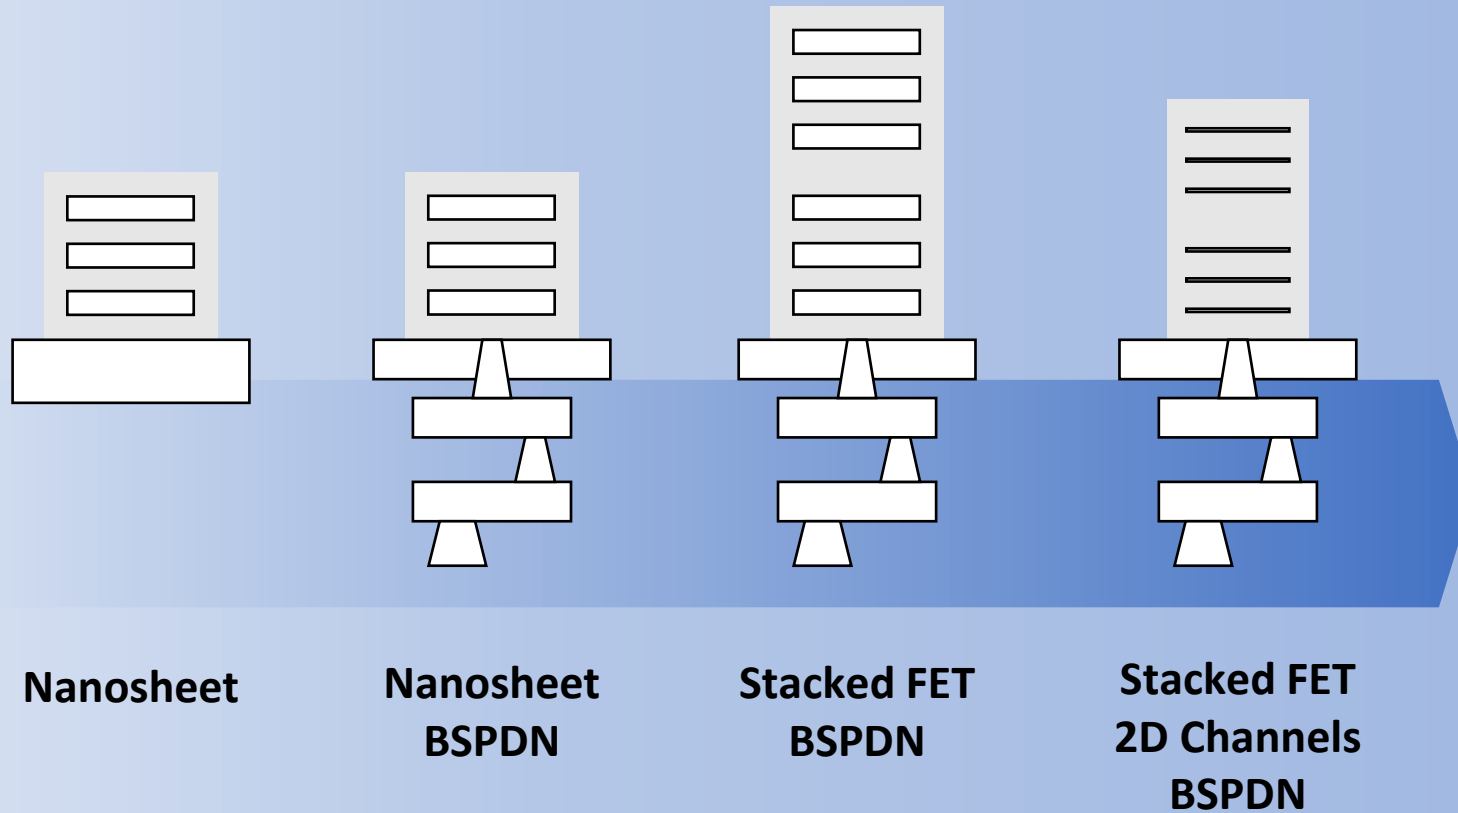 Nanosheet
Nanosheet
BSPDN
Stacked FET
BSPDN
Stacked FET
2D Channels
BSPDN